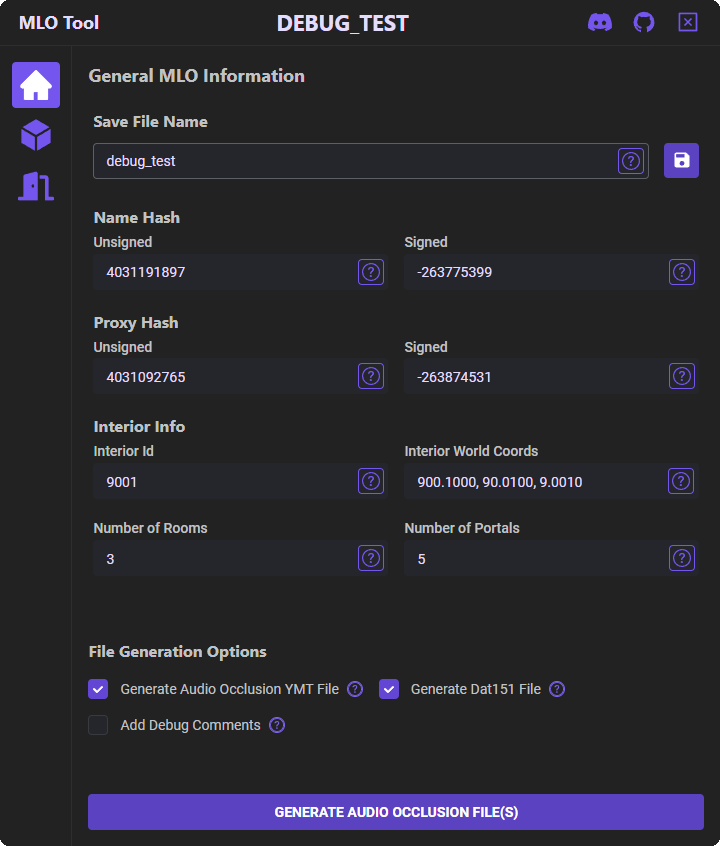 MLO Tool
DEBUG_TEST
General MLO Information
Save File Name
debug_test
Name Hash
Unsigned Signed
4031191897 -263775399
Proxy Hash
Unsigned Signed
4031092765 -263874531
Interior Info
Interior Id Interior World Coords
9001 900.1000, 90.0100, 9.0010
Number of Rooms Number of Portals
3 5
File Generation Options
Generate Audio Occlusion YMT File Generate Dat151 File
Add Debug Comments
GENERATE AUDIO OCCLUSION FILE(S)